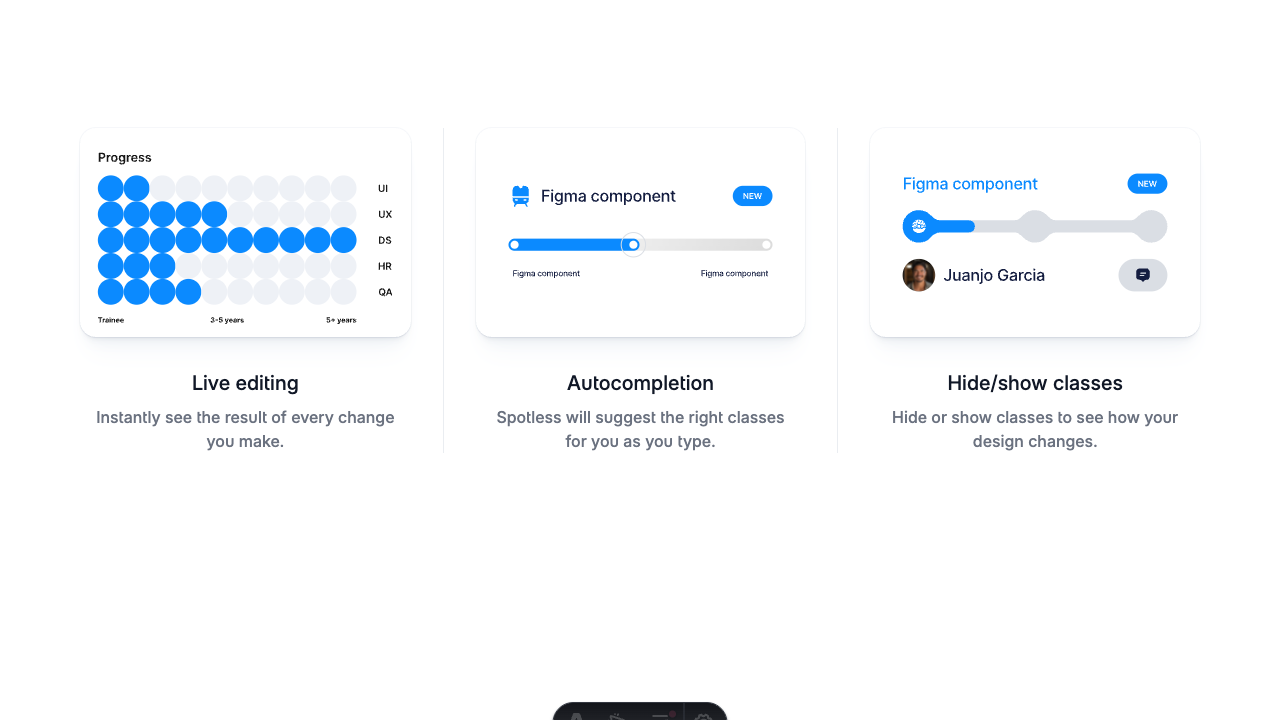 Progress
UI
UX
DS
HR
QA
Trainee
3-5 years
5+ years
Live editing
Instantly see the result of every change
you make.
Figma component
NEW
Figma component
Figma component
Autocompletion
Spotless will suggest the right classes
for you as you type.
Figma component
NEW
Juanjo Garcia
Hide/show classes
Hide or show classes to see how your
design changes.